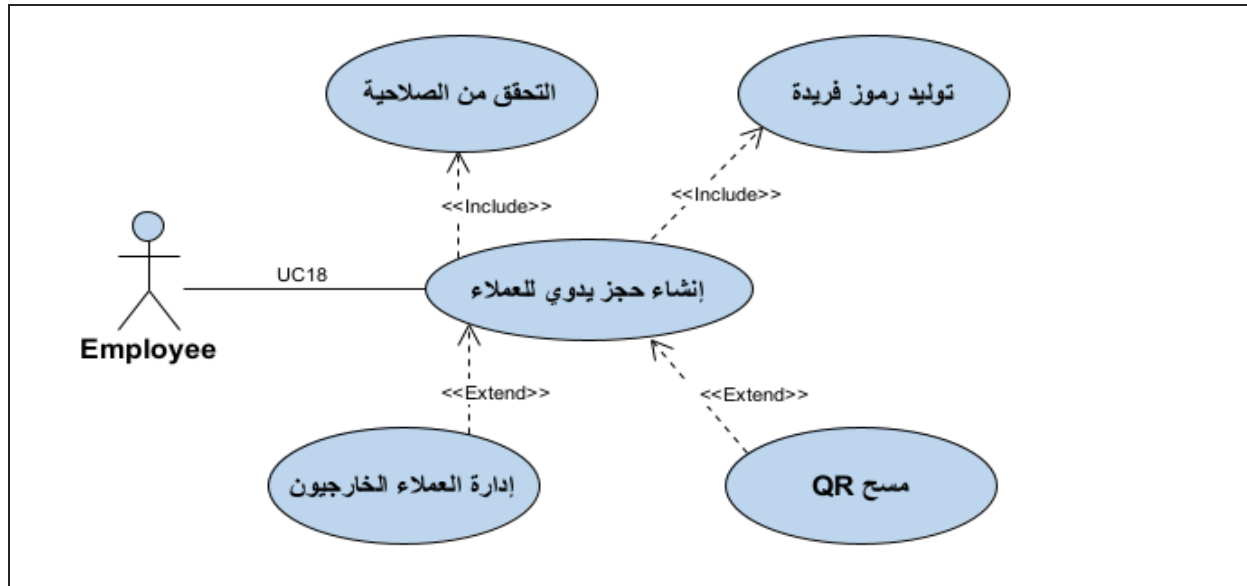 التحقق من الصلاحية
توليد رموز فريدة
<<Include>>
<<Include>>
UC18
إنشاء حجز يدوي للعملاء
Employee
<<Extend>>
<<Extend>>
إدارة العملاء الخارجيون
مسح QR